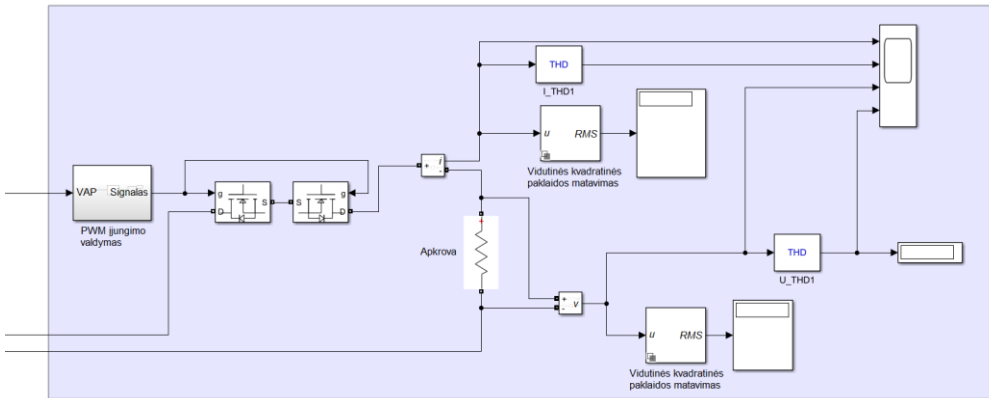 THD
I_THD1
u
RMS
Vidutinės kvadratinės
paklaidos matavimas
+
-
i
VAP
Signalas
PWM įjungimo
valdymas
g
D
S
S
g
D
+
Apkrova
+
-
v
THD
U_THD1
u
RMS
Vidutinės kvadratinės
paklaidos matavimas